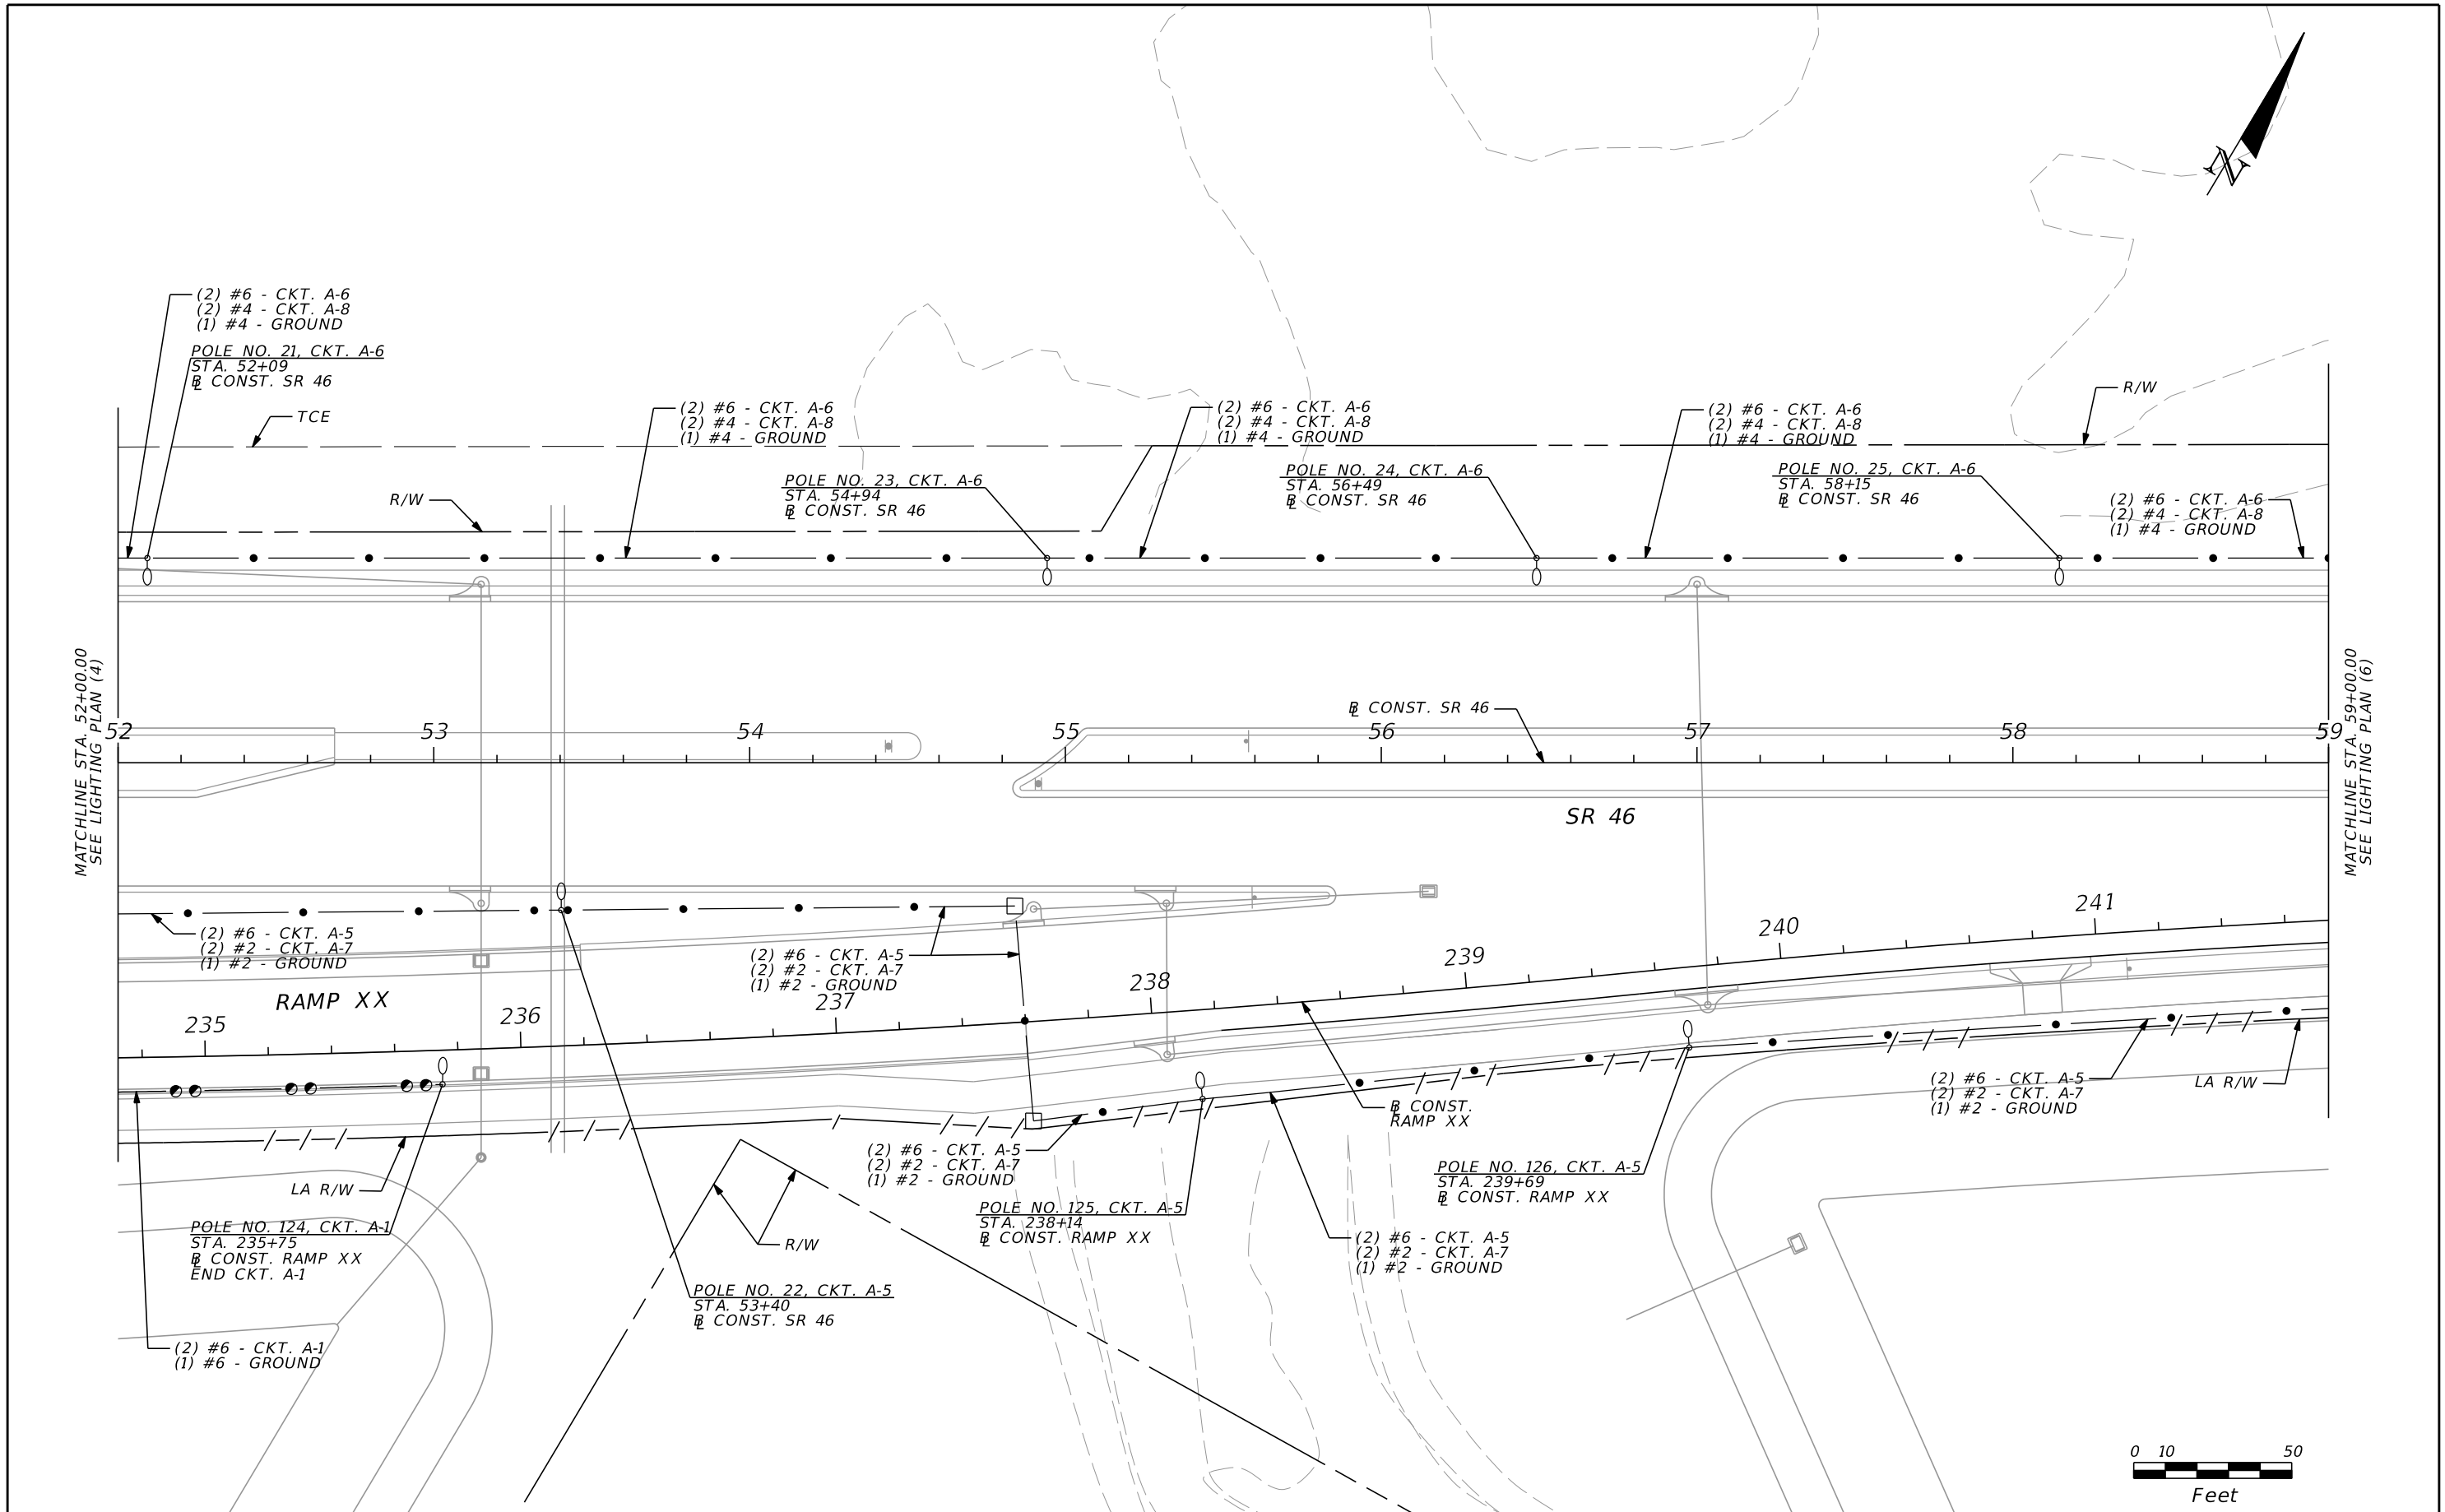 N
(2) #6 - CKT. A-6
(2) #4 - CKT. A-8
(1) #4 - GROUND
POLE NO. 21, CKT. A-6
STA. 52+09
BL CONST. SR 46
TCE
R/W
(2) #6 - CKT. A-6
(2) #4 - CKT. A-8
(1) #4 - GROUND
POLE NO. 23, CKT. A-6
STA. 54+94
BL CONST. SR 46
(2) #6 - CKT. A-6
(2) #4 - CKT. A-8
(1) #4 - GROUND
POLE NO. 24, CKT. A-6
STA. 56+49
BL CONST. SR 46
(2) #6 - CKT. A-6
(2) #4 - CKT. A-8
(1) #4 - GROUND
POLE NO. 25, CKT. A-6
STA. 58+15
BL CONST. SR 46
R/W
(2) #6 - CKT. A-6
(2) #4 - CKT. A-8
(1) #4 - GROUND
MATCHLINE STA. 52+00.00
SEE LIGHTING PLAN (4)
52 53 54 55 56 57 58 59
BL CONST. SR 46
SR 46
MATCHLINE STA. 59+00.00
SEE LIGHTING PLAN (6)
(2) #6 - CKT. A-5
(2) #2 - CKT. A-7
(1) #2 - GROUND
RAMP XX
(2) #6 - CKT. A-5
(2) #2 - CKT. A-7
(1) #2 - GROUND
235 236 237 238 239 240 241
BL CONST.
RAMP XX
(2) #6 - CKT. A-5
(2) #2 - CKT. A-7
(1) #2 - GROUND
LA R/W
LA R/W
POLE NO. 124, CKT. A-1
STA. 235+75
BL CONST. RAMP XX
END CKT. A-1
(2) #6 - CKT. A-1
(1) #6 - GROUND
R/W
POLE NO. 22, CKT. A-5
STA. 53+40
BL CONST. SR 46
(2) #6 - CKT. A-5
(2) #2 - CKT. A-7
(1) #2 - GROUND
POLE NO. 125, CKT. A-5
STA. 238+14
BL CONST. RAMP XX
(2) #6 - CKT. A-5
(2) #2 - CKT. A-7
(1) #2 - GROUND
POLE NO. 126, CKT. A-5
STA. 239+69
BL CONST. RAMP XX
0 10 50
Feet